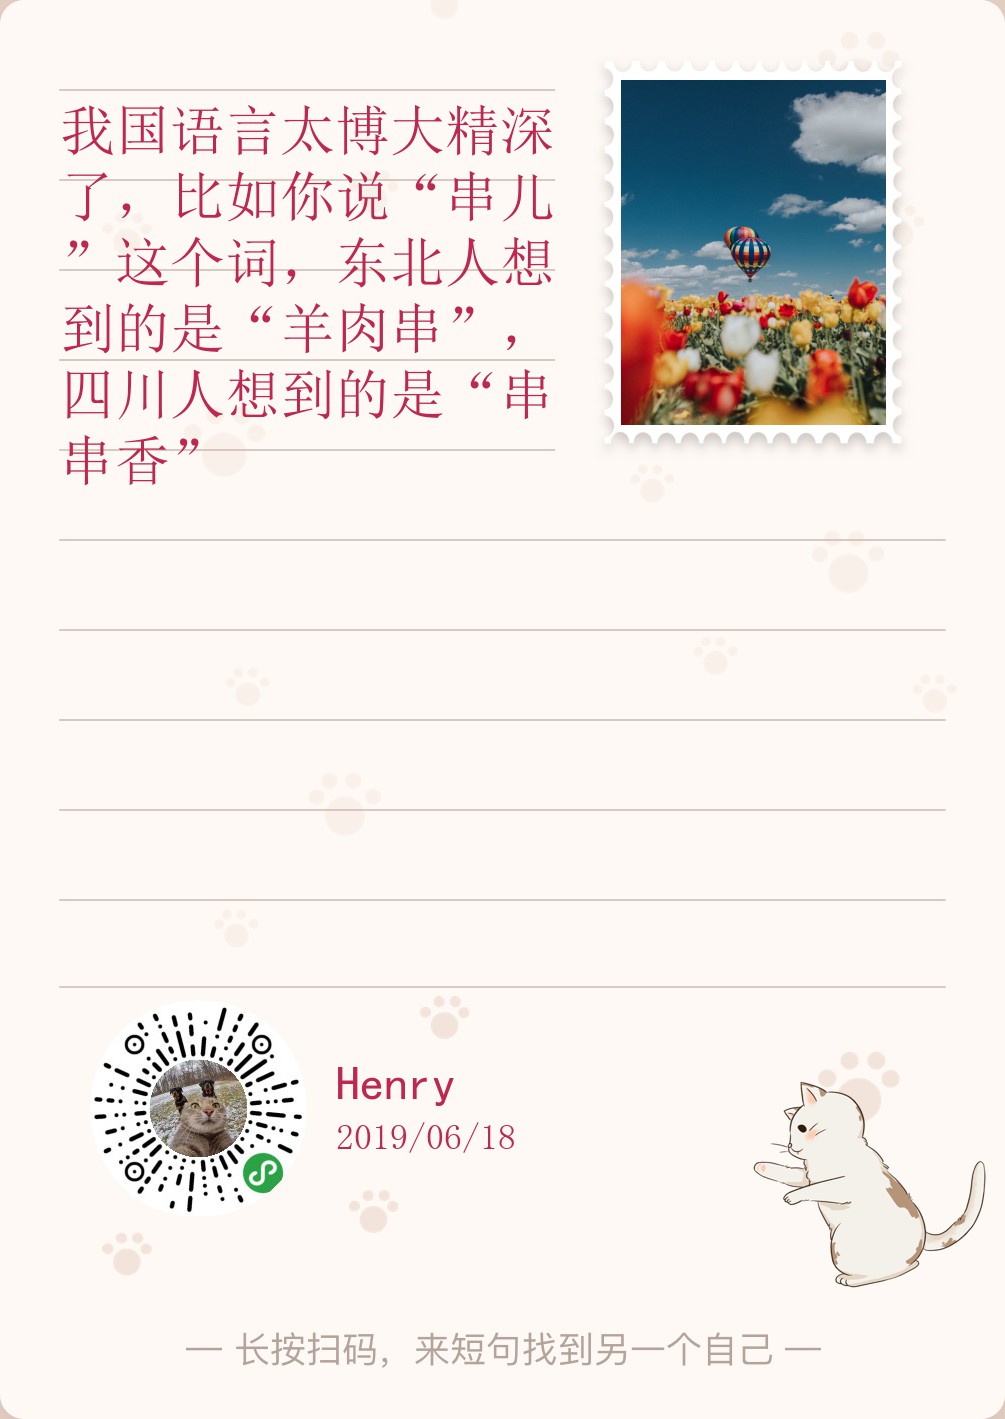 我国语言太博大精深
了，比如你说“串儿
”这个词，东北人想
到的是“羊肉串”，
四川人想到的是“串
串香”
Henry
2019/06/18
— 长按扫码，来短句找到另一个自己 —